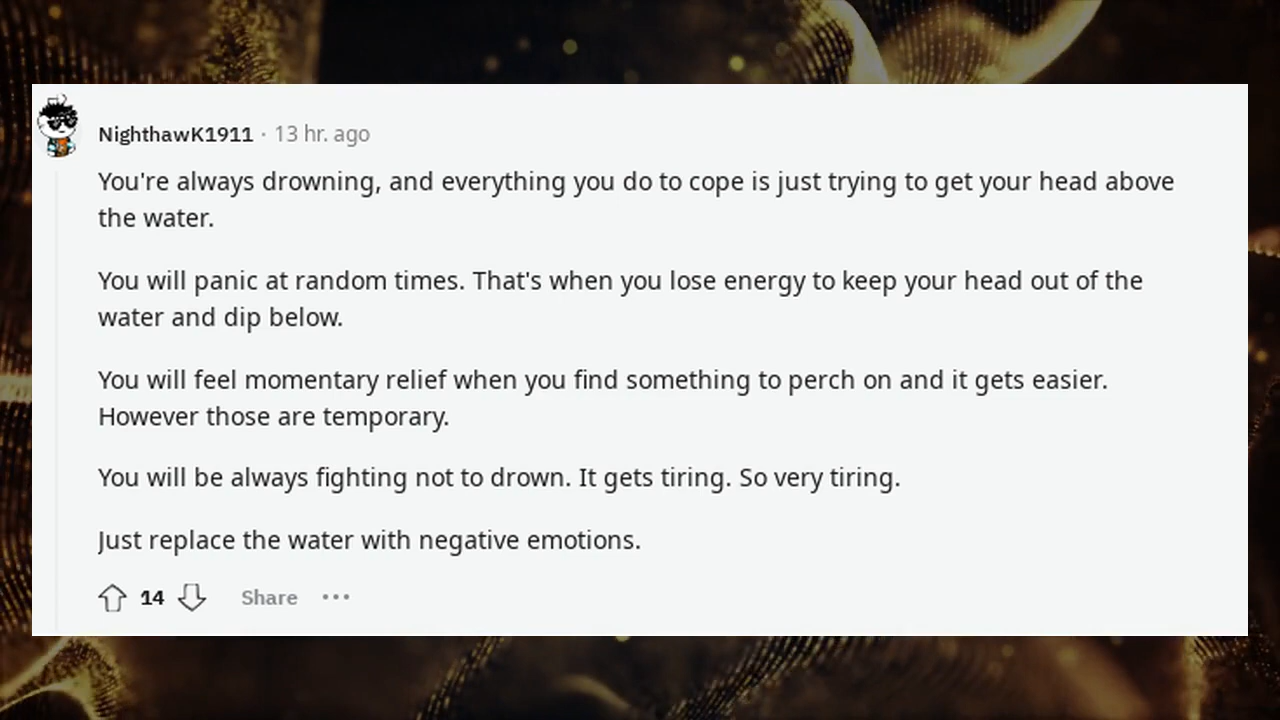 NighthawK1911 · 13 hr. ago
You're always drowning, and everything you do to cope is just trying to get your head above
the water.
You will panic at random times. That's when you lose energy to keep your head out of the
water and dip below.
You will feel momentary relief when you find something to perch on and it gets easier.
However those are temporary.
You will be always fighting not to drown. It gets tiring. So very tiring.
Just replace the water with negative emotions.
14 Share •••